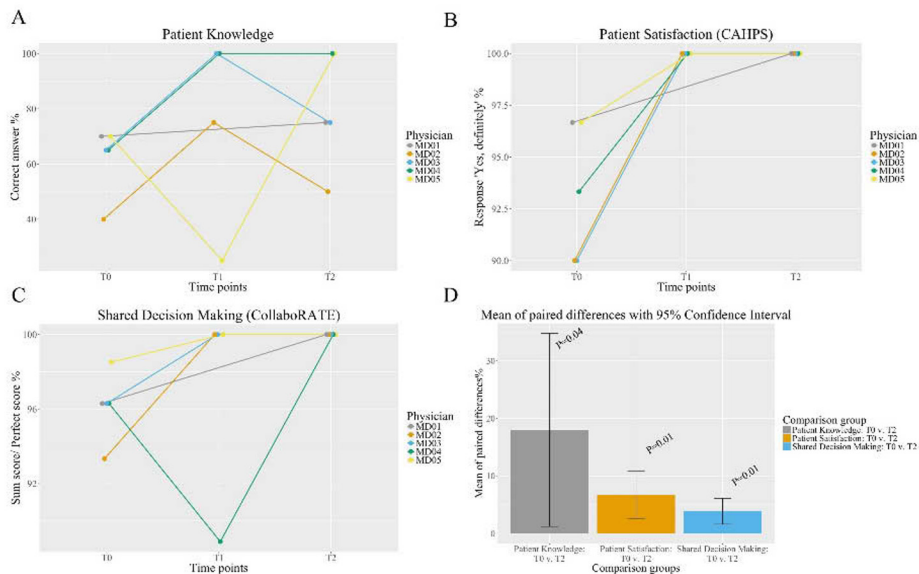 A
Patient Knowledge
100
80
60
40
Correct answer %
T0
T1
T2
Time points
Physician
MD01
MD02
MD03
MD04
MD05
B
Patient Satisfaction (CAHPS)
100.0
97.5
95.0
92.5
90.0
Response 'Yes, definitely' %
T0
T1
T2
Time points
Physician
MD01
MD02
MD03
MD04
MD05
C
Shared Decision Making (CollaboRATE)
100
96
92
Sum score/ Perfect score %
T0
T1
T2
Time points
Physician
MD01
MD02
MD03
MD04
MD05
D
Mean of paired differences with 95% Confidence Interval
30
20
10
0
Mean of paired differences%
P=0.04
P=0.01
P=0.01
Patient Knowledge:
T0 v. T2
Patient Satisfaction:
T0 v. T2
Shared Decision Making:
T0 v. T2
Comparison groups
Comparison group
Patient Knowledge: T0 v. T2
Patient Satisfaction: T0 v. T2
Shared Decision Making: T0 v. T2